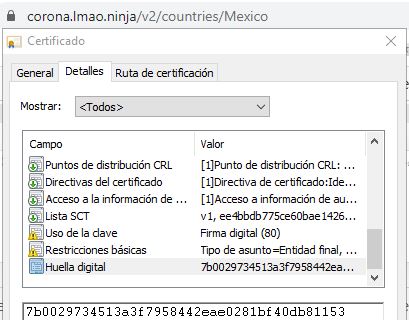 corona.lmao.ninja/v2/countries/Mexico
Certificado
General Detalles Ruta de certificación
Mostrar: <Todos>
Campo Valor
Puntos de distribución CRL [1]Punto de distribución CRL: ...
Directivas del certificado [1]Directiva de certificado:Ide...
Acceso a la información de ... [1]Acceso a información de au...
Lista SCT v1, ee4bbdb775ce60bae1426...
Uso de la clave Firma digital (80)
Restricciones básicas Tipo de asunto=Entidad final, ...
Huella digital 7b0029734513a3f7958442ea...
7b0029734513a3f7958442eae0281bf40db81153